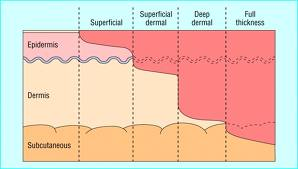 Superficial
Superficial
dermal
Deep
dermal
Full
thickness
Epidermis
Dermis
Subcutaneous